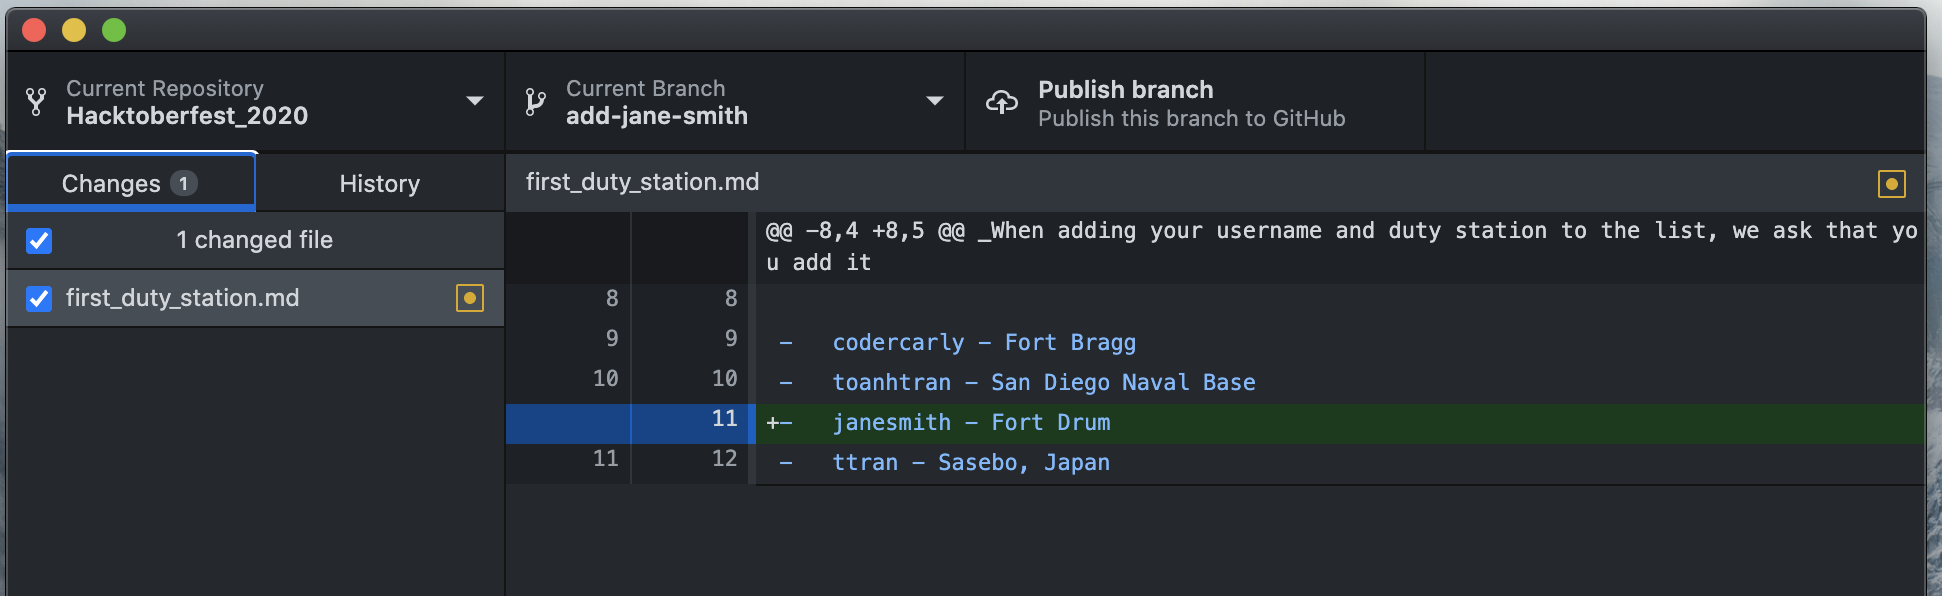 Current Repository
Hacktoberfest_2020
Current Branch
add-jane-smith
Publish branch
Publish this branch to GitHub
Changes 1
History
1 changed file
first_duty_station.md
first_duty_station.md
@@ -8,4 +8,5 @@ _When adding your username and duty station to the list, we ask that yo
u add it
8 8
9 9 - codercarly - Fort Bragg
10 10 - toanhtran - San Diego Naval Base
11 +- janesmith - Fort Drum
11 12 - ttran - Sasebo, Japan